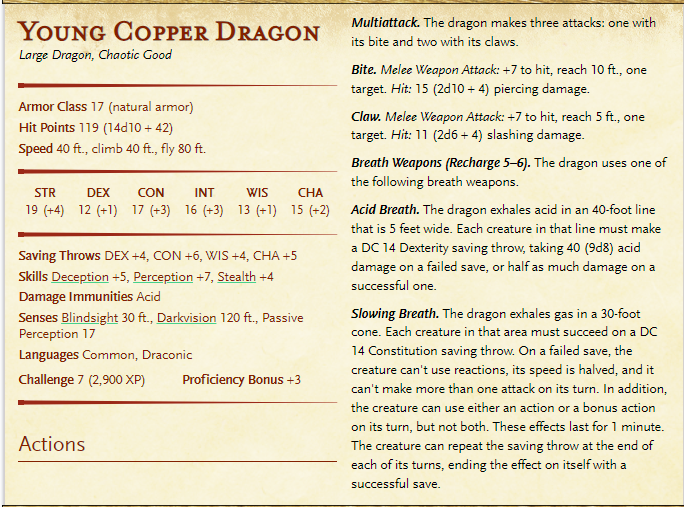 Young Copper Dragon
Large Dragon, Chaotic Good
Armor Class 17 (natural armor)
Hit Points 119 (14d10 + 42)
Speed 40 ft., climb 40 ft., fly 80 ft.
STR DEX CON INT WIS CHA
19 (+4) 12 (+1) 17 (+3) 16 (+3) 13 (+1) 15 (+2)
Saving Throws DEX +4, CON +6, WIS +4, CHA +5
Skills Deception +5, Perception +7, Stealth +4
Damage Immunities Acid
Senses Blindsight 30 ft., Darkvision 120 ft., Passive
Perception 17
Languages Common, Draconic
Challenge 7 (2,900 XP) Proficiency Bonus +3
Actions
Multiattack. The dragon makes three attacks: one with
its bite and two with its claws.
Bite. Melee Weapon Attack: +7 to hit, reach 10 ft., one
target. Hit: 15 (2d10 + 4) piercing damage.
Claw. Melee Weapon Attack: +7 to hit, reach 5 ft., one
target. Hit: 11 (2d6 + 4) slashing damage.
Breath Weapons (Recharge 5–6). The dragon uses one of
the following breath weapons.
Acid Breath. The dragon exhales acid in an 40-foot line
that is 5 feet wide. Each creature in that line must make
a DC 14 Dexterity saving throw, taking 40 (9d8) acid
damage on a failed save, or half as much damage on a
successful one.
Slowing Breath. The dragon exhales gas in a 30-foot
cone. Each creature in that area must succeed on a DC
14 Constitution saving throw. On a failed save, the
creature can't use reactions, its speed is halved, and it
can't make more than one attack on its turn. In addition,
the creature can use either an action or a bonus action
on its turn, but not both. These effects last for 1 minute.
The creature can repeat the saving throw at the end of
each of its turns, ending the effect on itself with a
successful save.